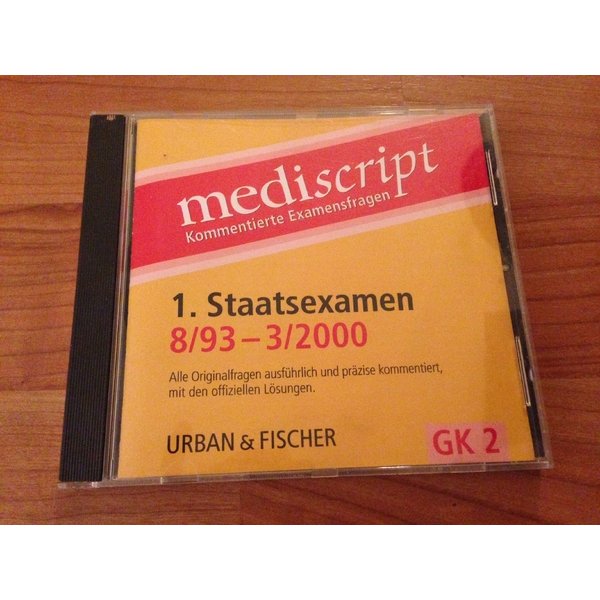 mediscript
Kommentierte Examensfragen
1. Staatsexamen
8/93 – 3/2000
Alle Originalfragen ausführlich und präzise kommentiert,
mit den offiziellen Lösungen.
URBAN & FISCHER
GK 2